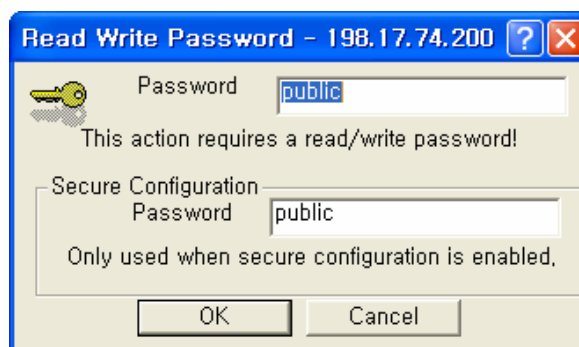 Read Write Password - 198.17.74.200
Password public
This action requires a read/write password!
Secure Configuration
Password public
Only used when secure configuration is enabled,
OK Cancel